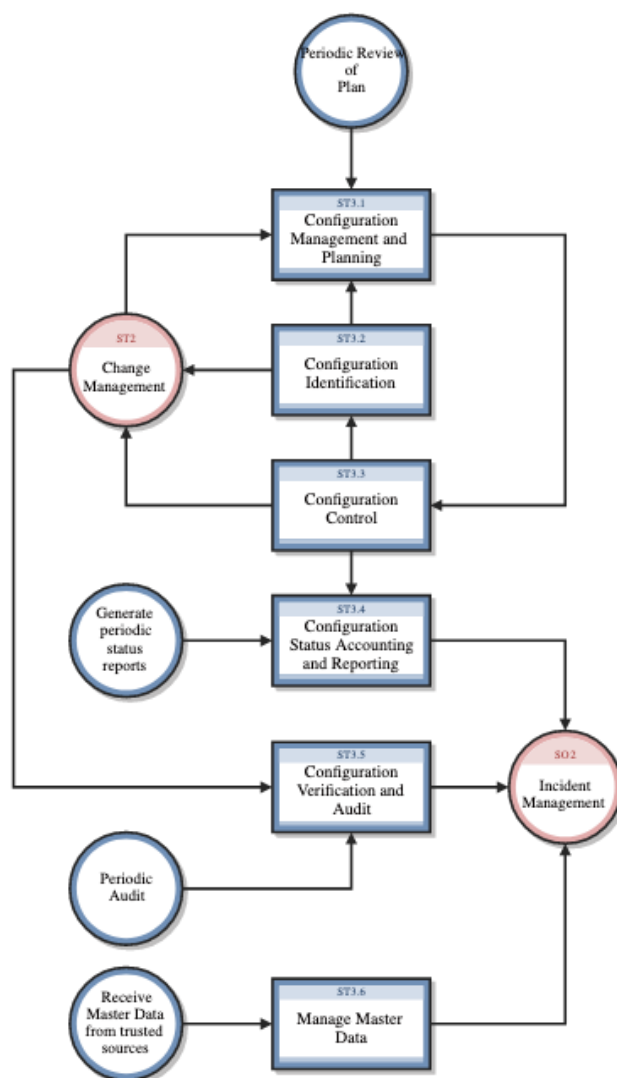 Periodic Review
of
Plan
ST3.1
Configuration
Management and
Planning
ST2
Change
Management
ST3.2
Configuration
Identification
ST3.3
Configuration
Control
Generate
periodic
status
reports
ST3.4
Configuration
Status Accounting
and Reporting
ST3.5
Configuration
Verification and
Audit
SO2
Incident
Management
Periodic
Audit
Receive
Master Data
from trusted
sources
ST3.6
Manage Master
Data